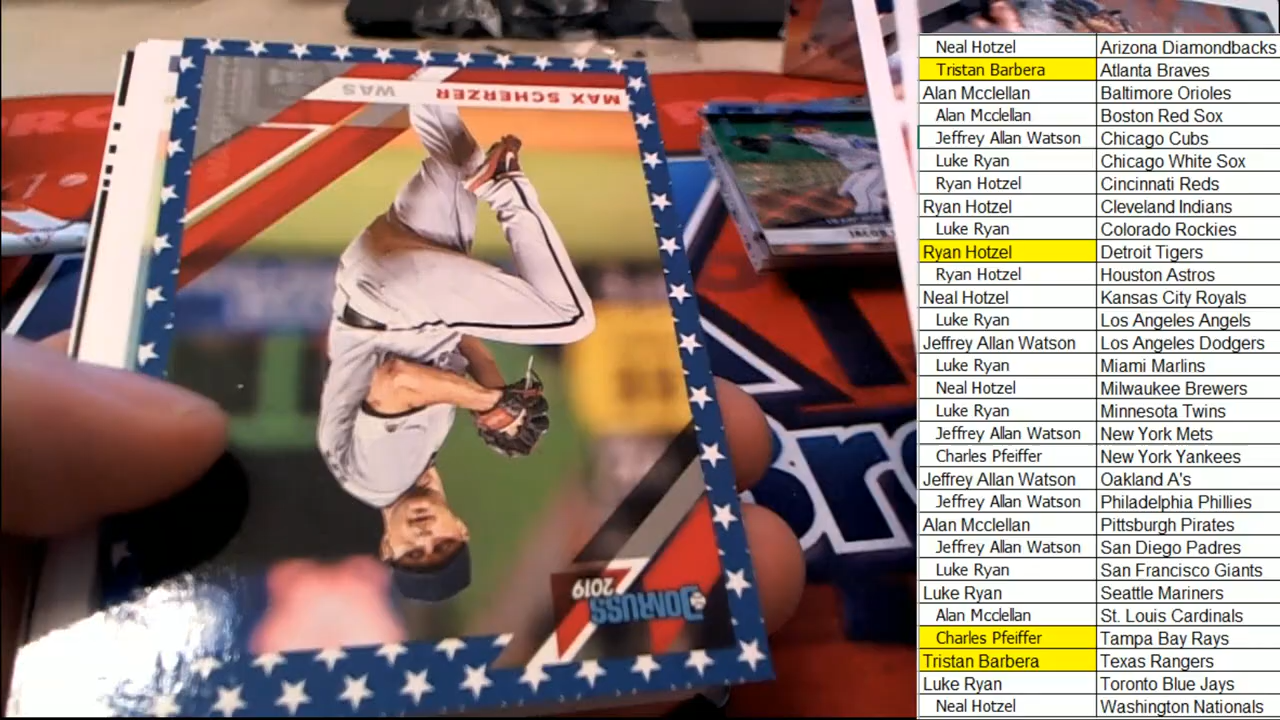 WAS
MAX SCHERZER
2019
DONRUSS
Neal Hotzel Arizona Diamondbacks
Tristan Barbera Atlanta Braves
Alan Mcclellan Baltimore Orioles
Alan Mcclellan Boston Red Sox
Jeffrey Allan Watson Chicago Cubs
Luke Ryan Chicago White Sox
Ryan Hotzel Cincinnati Reds
Ryan Hotzel Cleveland Indians
Luke Ryan Colorado Rockies
Ryan Hotzel Detroit Tigers
Ryan Hotzel Houston Astros
Neal Hotzel Kansas City Royals
Luke Ryan Los Angeles Angels
Jeffrey Allan Watson Los Angeles Dodgers
Luke Ryan Miami Marlins
Neal Hotzel Milwaukee Brewers
Luke Ryan Minnesota Twins
Jeffrey Allan Watson New York Mets
Charles Pfeiffer New York Yankees
Jeffrey Allan Watson Oakland A's
Jeffrey Allan Watson Philadelphia Phillies
Alan Mcclellan Pittsburgh Pirates
Jeffrey Allan Watson San Diego Padres
Luke Ryan San Francisco Giants
Luke Ryan Seattle Mariners
Alan Mcclellan St. Louis Cardinals
Charles Pfeiffer Tampa Bay Rays
Tristan Barbera Texas Rangers
Luke Ryan Toronto Blue Jays
Neal Hotzel Washington Nationals